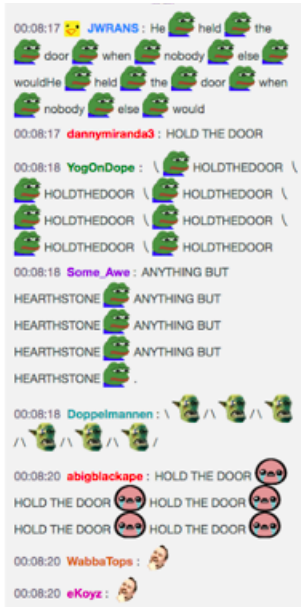 00:08:17 JWRANS : He held the
door when nobody else
wouldHe held the door when
nobody else would
00:08:17 dannymiranda3 : HOLD THE DOOR
00:08:18 YogOnDope : \ HOLDTHEDOOR \
HOLDTHEDOOR \ HOLDTHEDOOR \
HOLDTHEDOOR \ HOLDTHEDOOR \
HOLDTHEDOOR \ HOLDTHEDOOR
00:08:18 Some_Awe : ANYTHING BUT
HEARTHSTONE ANYTHING BUT
HEARTHSTONE ANYTHING BUT
HEARTHSTONE ANYTHING BUT
HEARTHSTONE .
00:08:18 Doppelmannen : \ /\ /\
/\ /\ /\ /
00:08:20 abigblackape : HOLD THE DOOR
HOLD THE DOOR HOLD THE DOOR
HOLD THE DOOR HOLD THE DOOR
00:08:20 WabbaTops :
00:08:20 eKoyz :